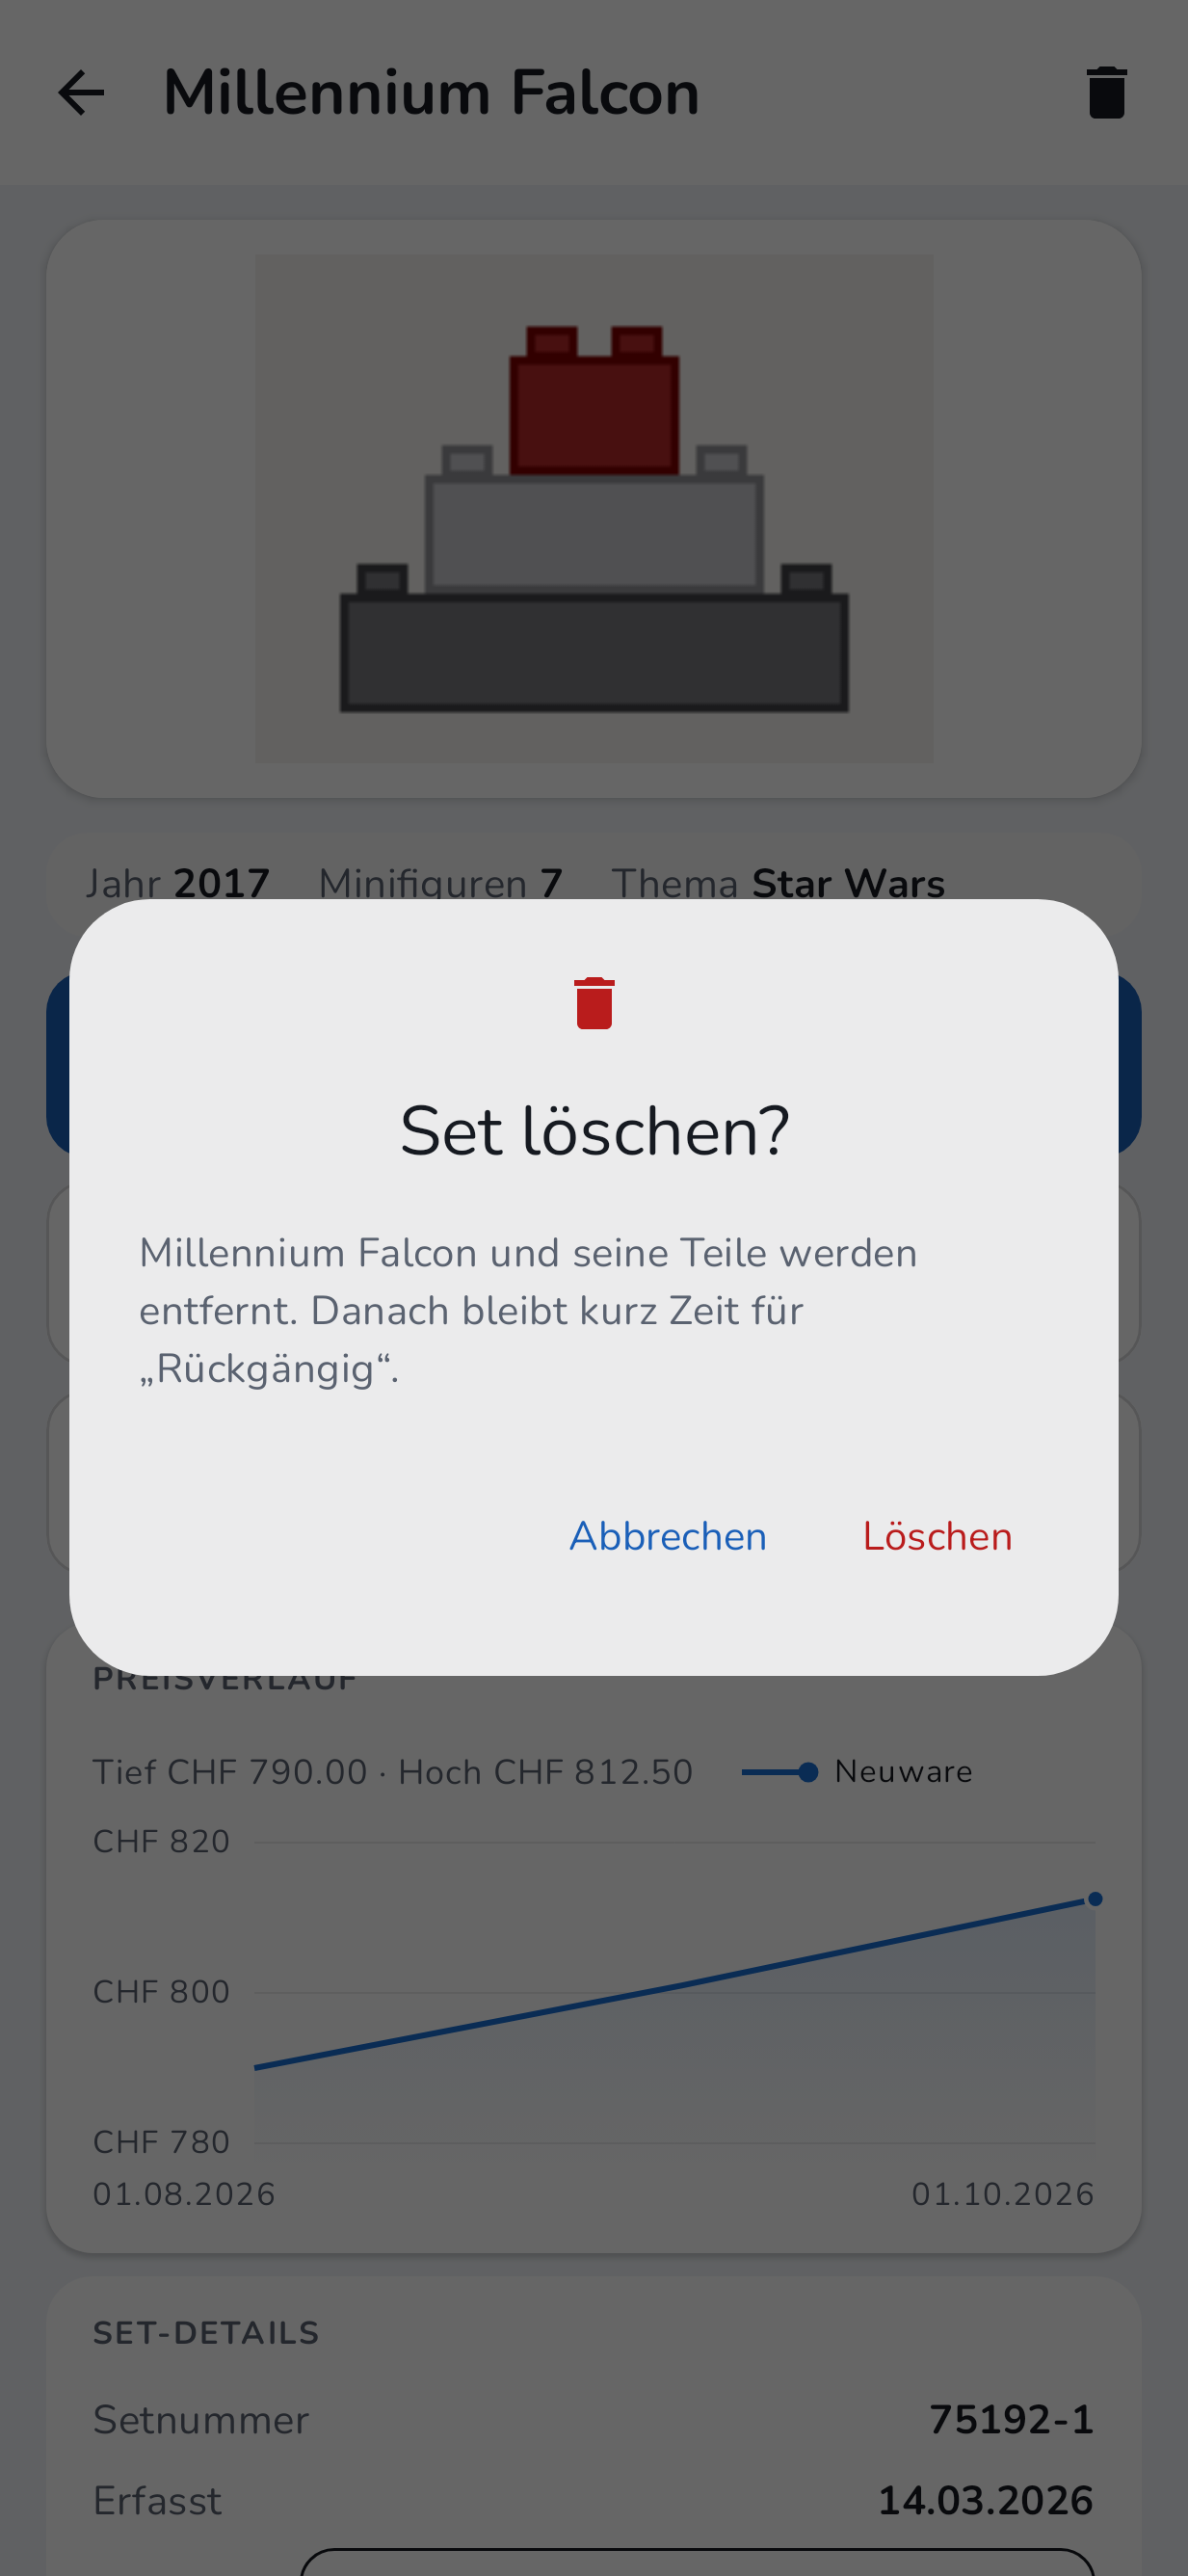 Millennium Falcon
Jahr 2017 Minifiguren 7 Thema Star Wars
Set löschen?
Millennium Falcon und seine Teile werden
entfernt. Danach bleibt kurz Zeit für
„Rückgängig“.
Abbrechen Löschen
PREISVERLAUF
Tief CHF 790.00 · Hoch CHF 812.50 Neuware
CHF 820
CHF 800
CHF 780
01.08.2026 01.10.2026
SET-DETAILS
Setnummer 75192-1
Erfasst 14.03.2026